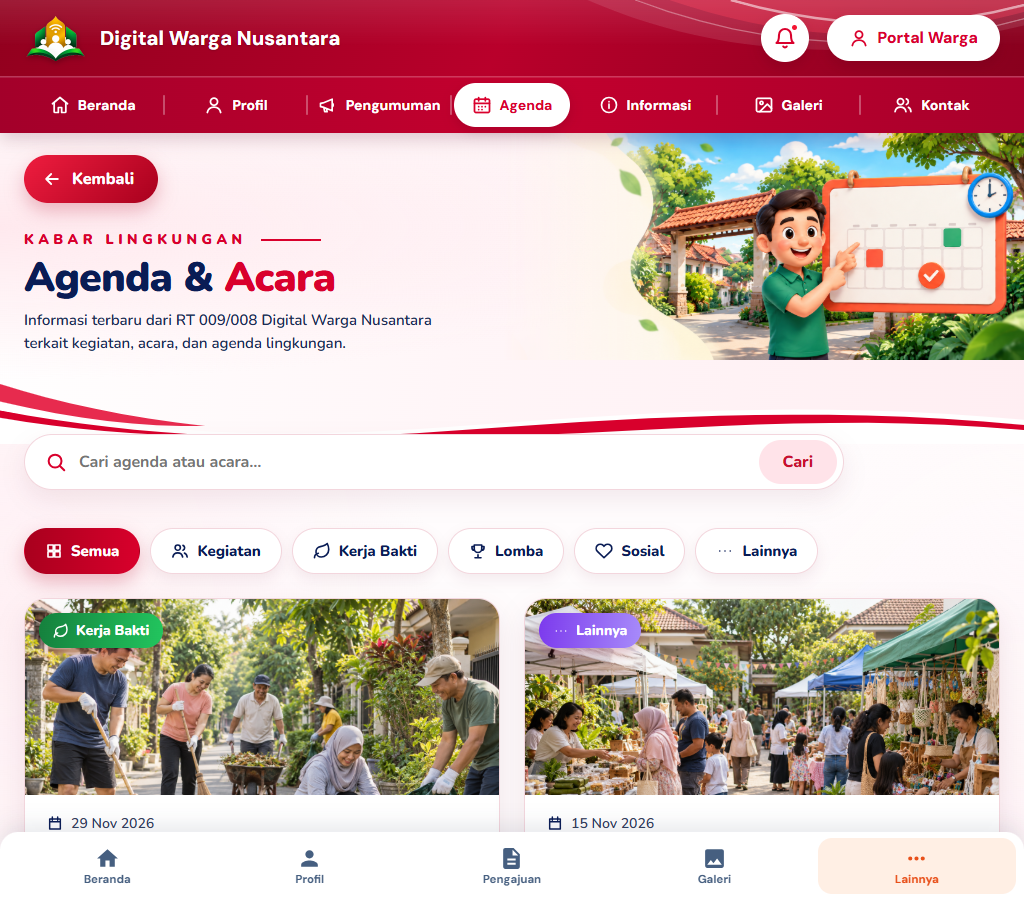 Digital Warga Nusantara
Portal Warga
Beranda
Profil
Pengumuman
Agenda
Informasi
Galeri
Kontak
Kembali
KABAR LINGKUNGAN
Agenda & Acara
Informasi terbaru dari RT 009/008 Digital Warga Nusantara
terkait kegiatan, acara, dan agenda lingkungan.
Cari agenda atau acara...
Cari
Semua
Kegiatan
Kerja Bakti
Lomba
Sosial
Lainnya
Kerja Bakti
Lainnya
29 Nov 2026
15 Nov 2026
Beranda
Profil
Pengajuan
Galeri
Lainnya